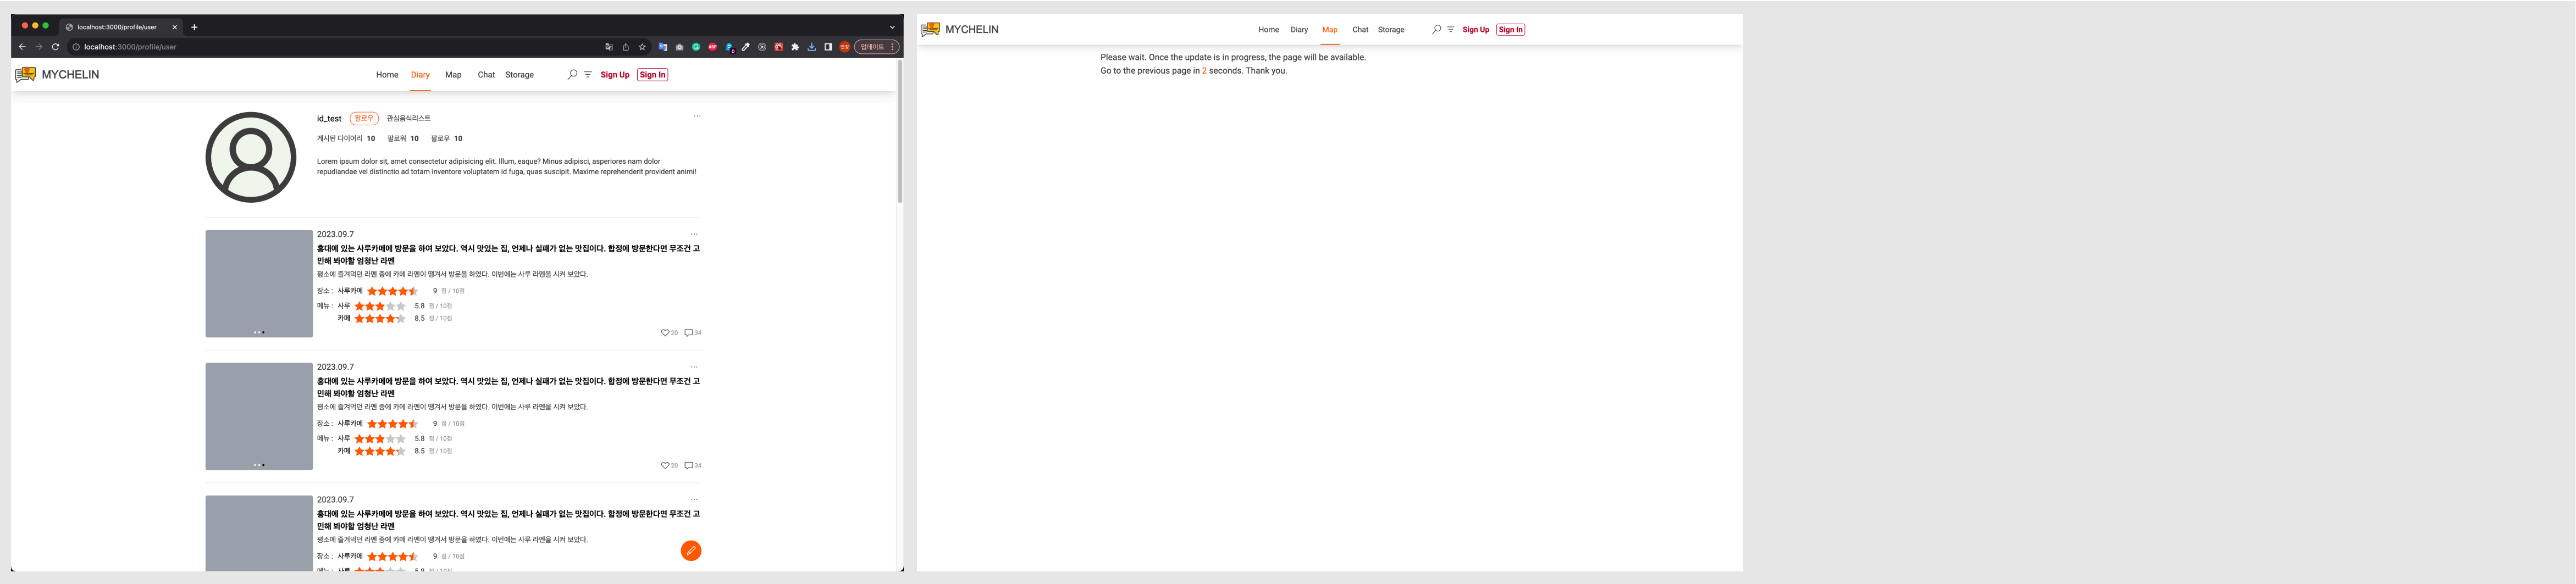 localhost:3000/profile/user
localhost:3000/profile/user
업데이트
MYCHELIN
Home Diary Map Chat Storage Sign Up Sign In
id_test 팔로우 관심음식리스트
게시된 다이어리 10 팔로워 10 팔로우 10
Lorem ipsum dolor sit, amet consectetur adipisicing elit. Illum, eaque? Minus adipisci, asperiores nam dolor
repudiandae vel distinctio ad totam inventore voluptatem id fuga, quas suscipit. Maxime reprehenderit provident animi!
2023.09.7
홍대에 있는 사루카메에 방문을 하여 보았다. 역시 맛있는 집, 언제나 실패가 없는 맛집이다. 합정에 방문한다면 무조건 고
민해 봐야할 엄청난 라멘
평소에 즐겨먹던 라멘 중에 카메 라멘이 땡겨서 방문을 하였다. 이번에는 사루 라멘을 시켜 보았다.
장소 : 사루카메 9 점 / 10점
메뉴 : 사루 5.8 점 / 10점
카메 8.5 점 / 10점
20 34
2023.09.7
홍대에 있는 사루카메에 방문을 하여 보았다. 역시 맛있는 집, 언제나 실패가 없는 맛집이다. 합정에 방문한다면 무조건 고
민해 봐야할 엄청난 라멘
평소에 즐겨먹던 라멘 중에 카메 라멘이 땡겨서 방문을 하였다. 이번에는 사루 라멘을 시켜 보았다.
장소 : 사루카메 9 점 / 10점
메뉴 : 사루 5.8 점 / 10점
카메 8.5 점 / 10점
20 34
2023.09.7
홍대에 있는 사루카메에 방문을 하여 보았다. 역시 맛있는 집, 언제나 실패가 없는 맛집이다. 합정에 방문한다면 무조건 고
민해 봐야할 엄청난 라멘
평소에 즐겨먹던 라멘 중에 카메 라멘이 땡겨서 방문을 하였다. 이번에는 사루 라멘을 시켜 보았다.
장소 : 사루카메 9 점 / 10점
메뉴 : 사루 5.8 점 / 10점
MYCHELIN
Home Diary Map Chat Storage Sign Up Sign In
Please wait. Once the update is in progress, the page will be available.
Go to the previous page in 2 seconds. Thank you.